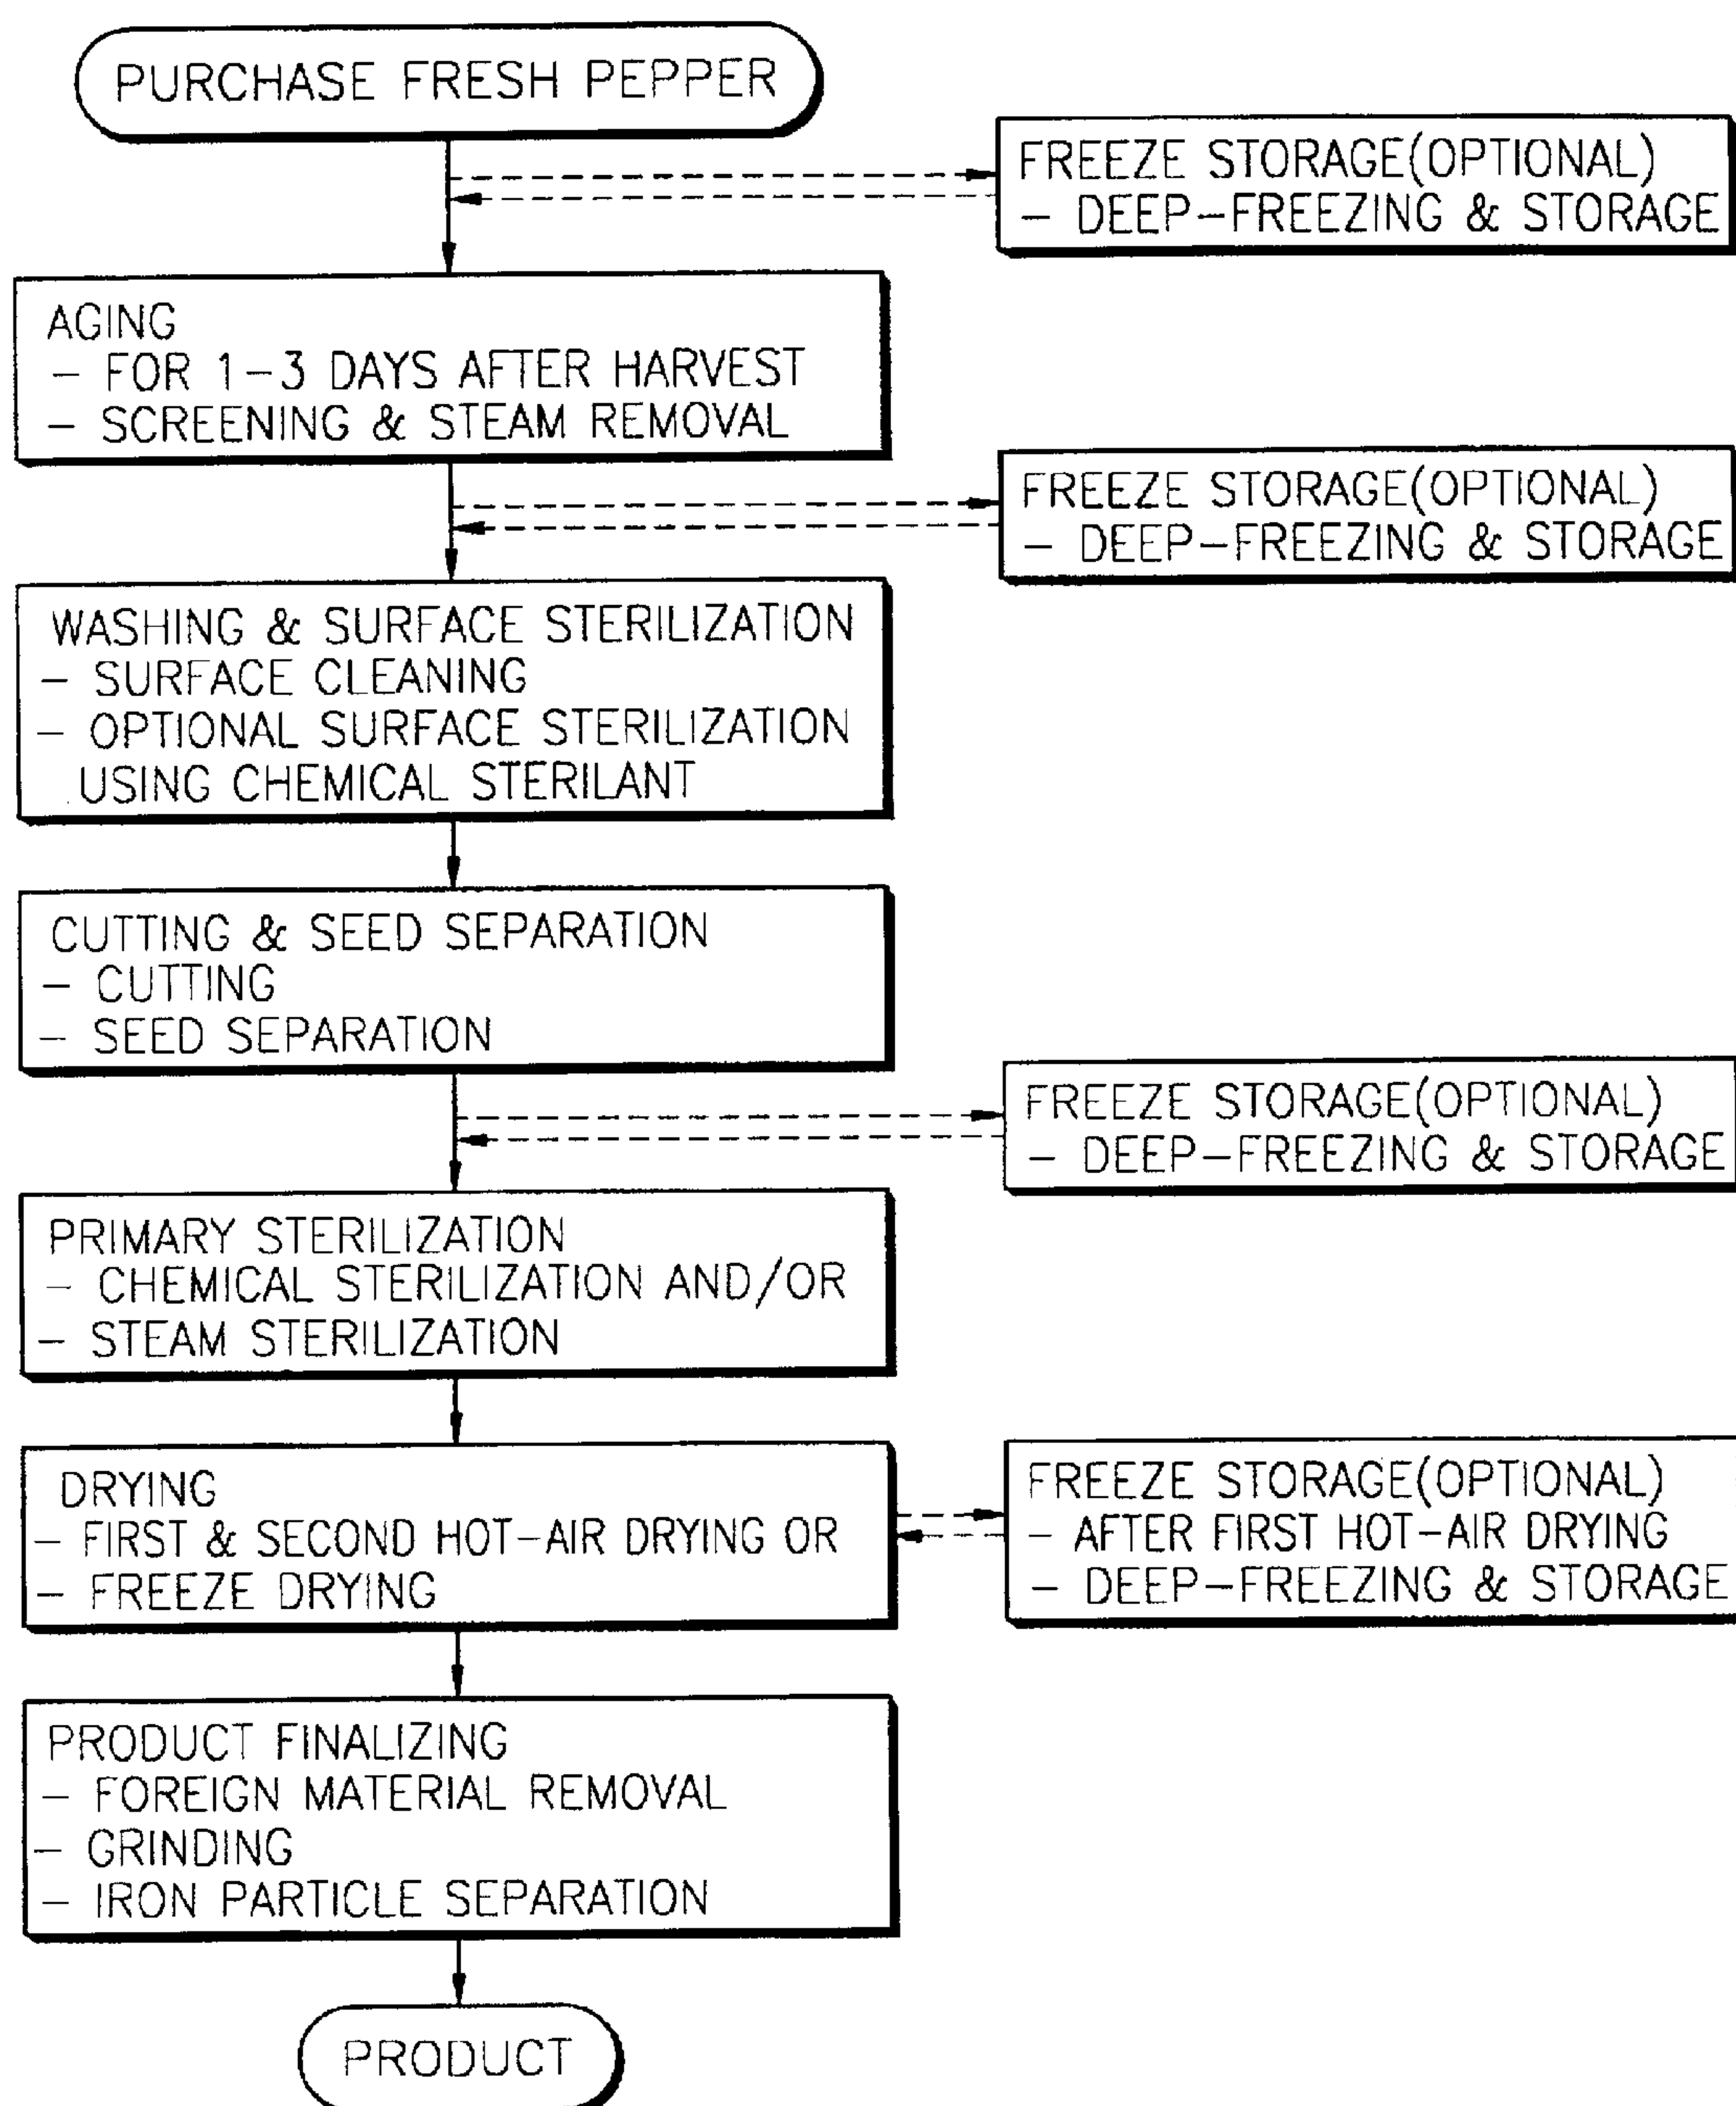 PURCHASE FRESH PEPPER
FREEZE STORAGE(OPTIONAL)
– DEEP–FREEZING & STORAGE
AGING
– FOR 1–3 DAYS AFTER HARVEST
– SCREENING & STEAM REMOVAL
FREEZE STORAGE(OPTIONAL)
– DEEP–FREEZING & STORAGE
WASHING & SURFACE STERILIZATION
– SURFACE CLEANING
– OPTIONAL SURFACE STERILIZATION
USING CHEMICAL STERILANT
CUTTING & SEED SEPARATION
– CUTTING
– SEED SEPARATION
FREEZE STORAGE(OPTIONAL)
– DEEP–FREEZING & STORAGE
PRIMARY STERILIZATION
– CHEMICAL STERILIZATION AND/OR
– STEAM STERILIZATION
DRYING
– FIRST & SECOND HOT–AIR DRYING OR
– FREEZE DRYING
FREEZE STORAGE(OPTIONAL)
– AFTER FIRST HOT–AIR DRYING
– DEEP–FREEZING & STORAGE
PRODUCT FINALIZING
– FOREIGN MATERIAL REMOVAL
– GRINDING
– IRON PARTICLE SEPARATION
PRODUCT